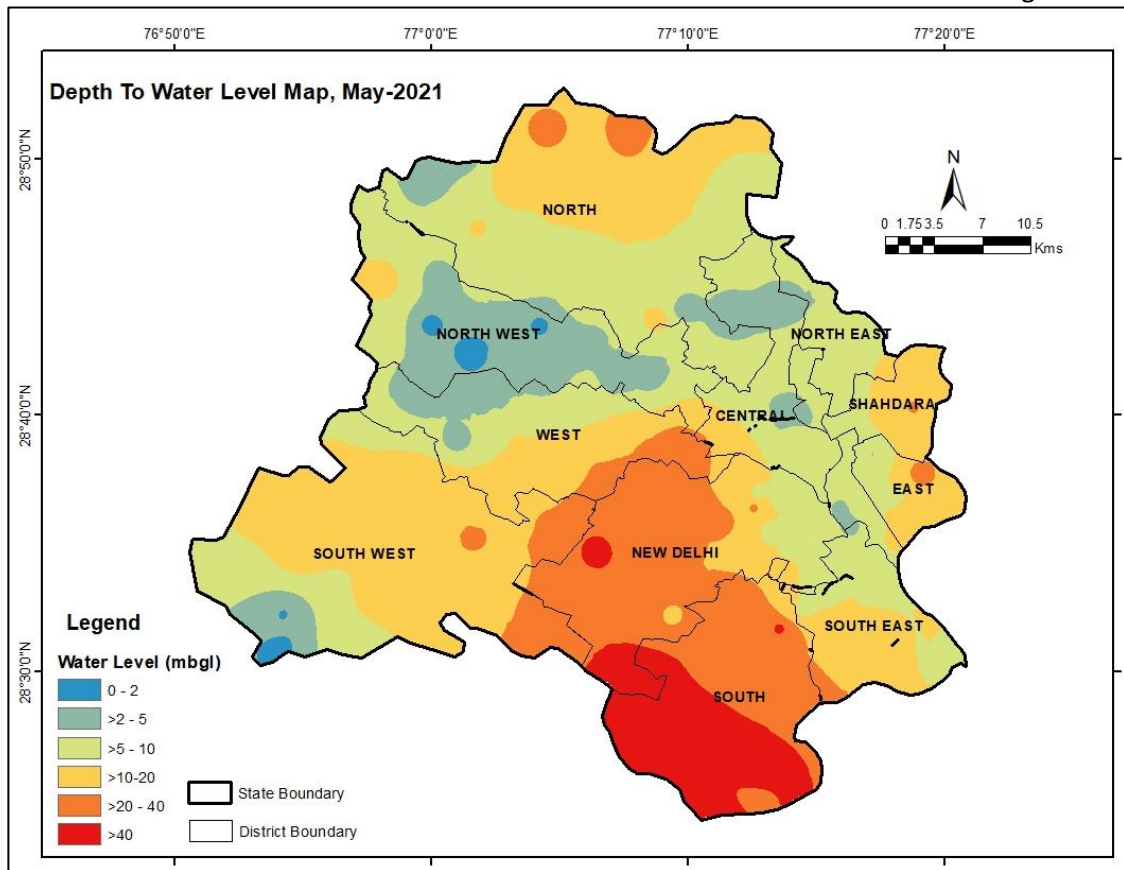 76°50'0"E 77°0'0"E 77°10'0"E 77°20'0"E
Depth To Water Level Map, May-2021
28°50'0"N
N
0 1.75 3.5 7 10.5
Kms
NORTH
NORTH WEST
NORTH EAST
28°40'0"N
SHAHDARA
CENTRAL
WEST
EAST
SOUTH WEST
NEW DELHI
SOUTH EAST
28°30'0"N
SOUTH
Legend
Water Level (mbgl)
0 - 2
>2 - 5
>5 - 10
>10-20
>20 - 40
>40
State Boundary
District Boundary